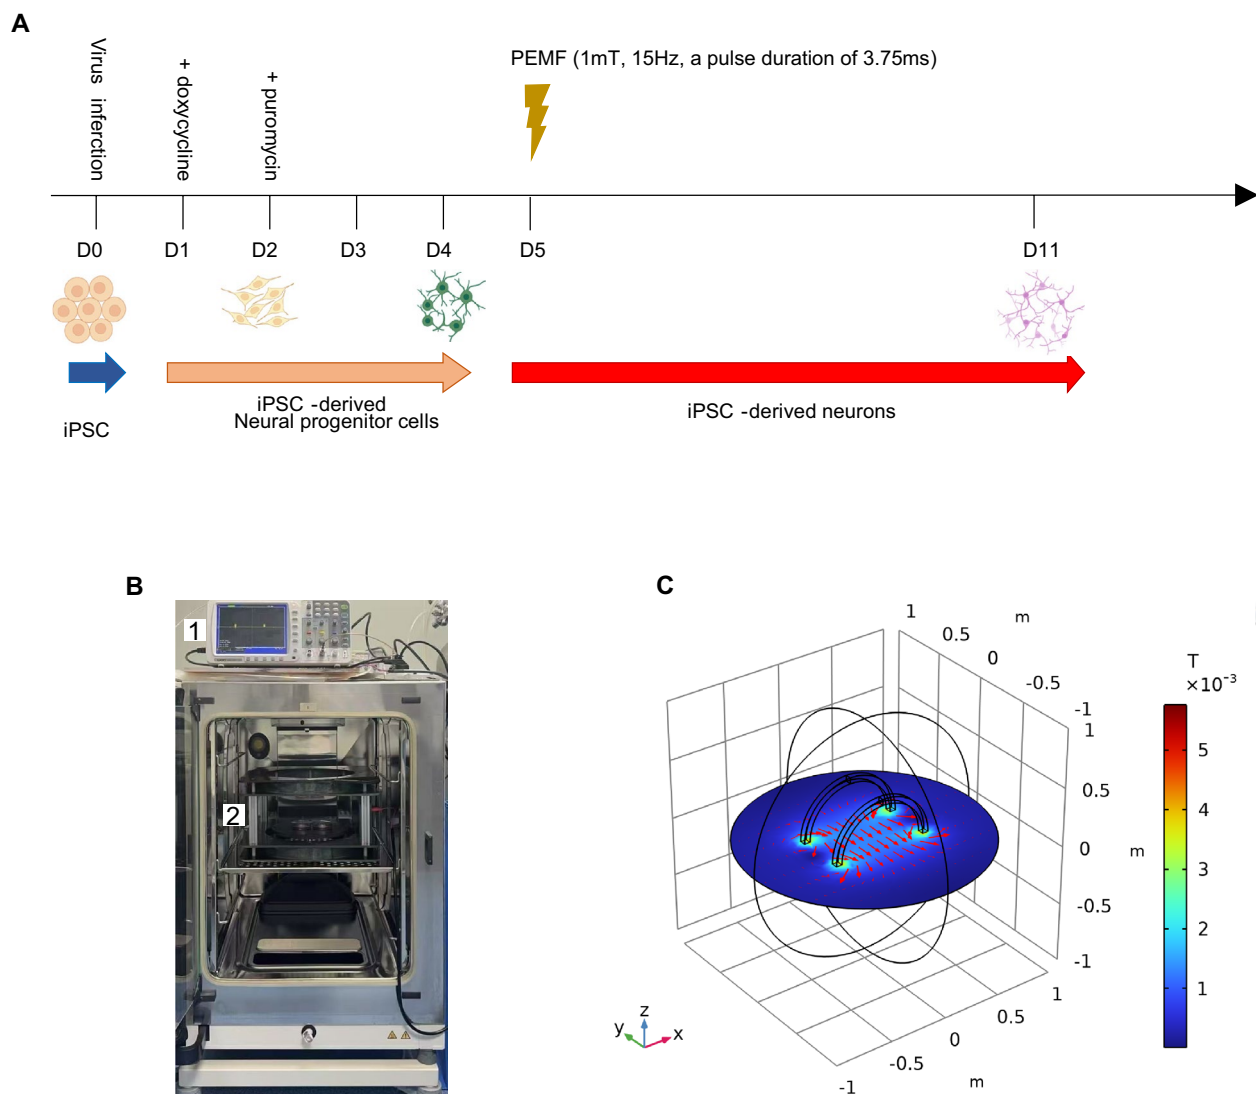 A
Virus inferction
+ doxycycline
+ puromycin
PEMF (1mT, 15Hz, a pulse duration of 3.75ms)
D0
D1
D2
D3
D4
D5
D11
iPSC
iPSC -derived
Neural progenitor cells
iPSC -derived neurons
B
1
2
C
1
0.5
0
-0.5
-1
m
1
0.5
0
-0.5
-1
m
1
0.5
0
-0.5
-1
m
z
y
x
T
×10⁻³
5
4
3
2
1